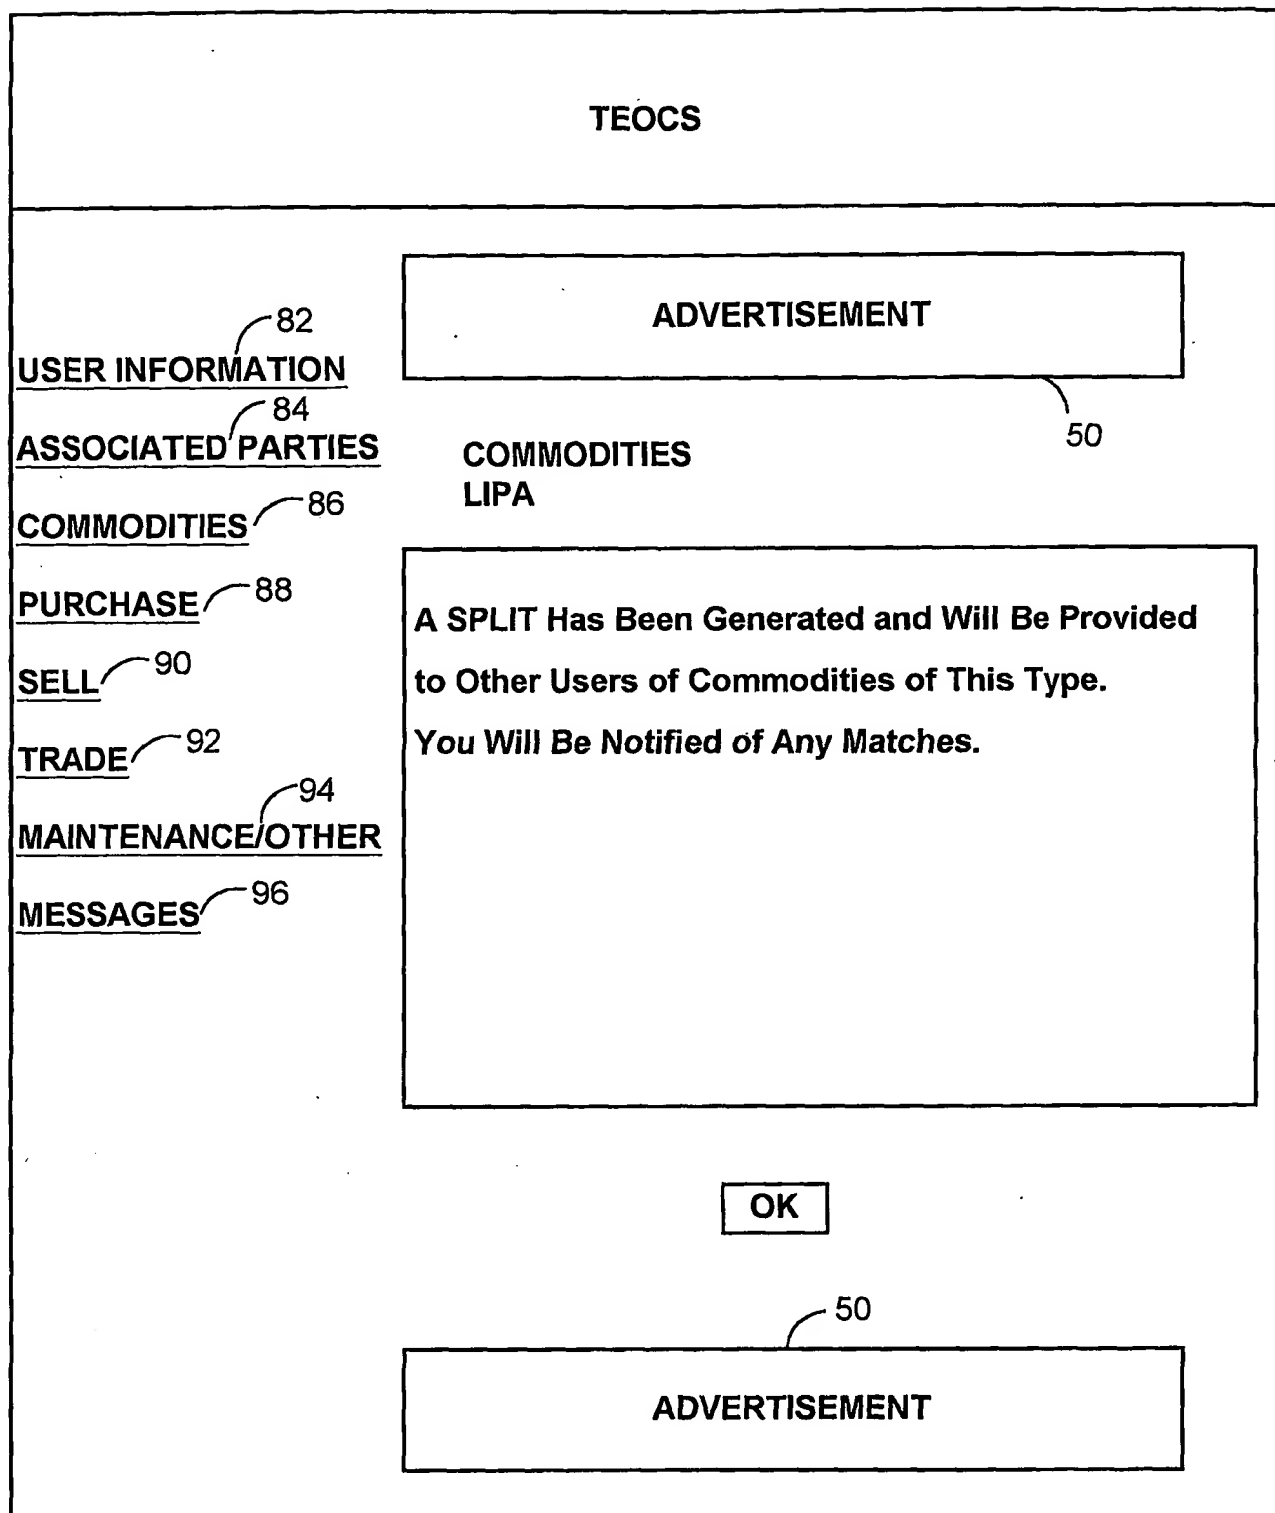 TEOCS
ADVERTISEMENT
50
82
USER INFORMATION
84
ASSOCIATED PARTIES
86
COMMODITIES
88
PURCHASE
90
SELL
92
TRADE
94
MAINTENANCE/OTHER
96
MESSAGES
COMMODITIES
LIPA
A SPLIT Has Been Generated and Will Be Provided
to Other Users of Commodities of This Type.
You Will Be Notified of Any Matches.
OK
50
ADVERTISEMENT